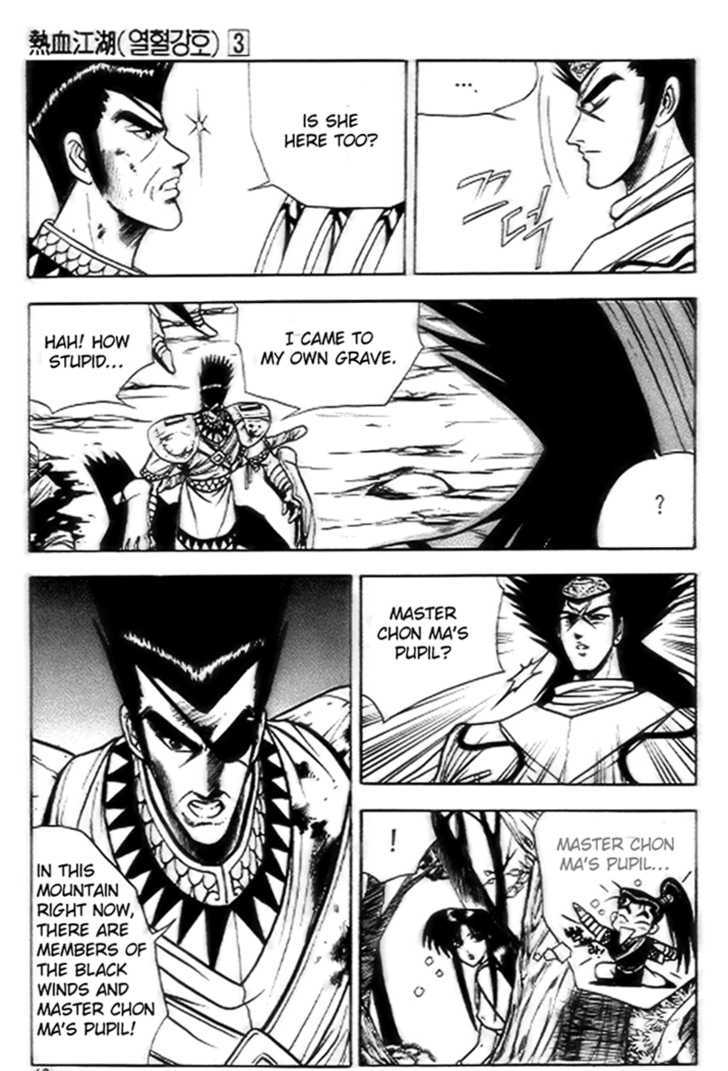 熱血江湖(열혈강호) 3
IS SHE
HERE TOO?
...
끄덕
HAH! HOW
STUPID...
I CAME TO
MY OWN GRAVE.
?
MASTER
CHON MA'S
PUPIL?
IN THIS
MOUNTAIN
RIGHT NOW,
THERE ARE
MEMBERS OF
THE BLACK
WINDS AND
MASTER CHON
MA'S PUPIL!
!
MASTER CHON
MA'S PUPIL...